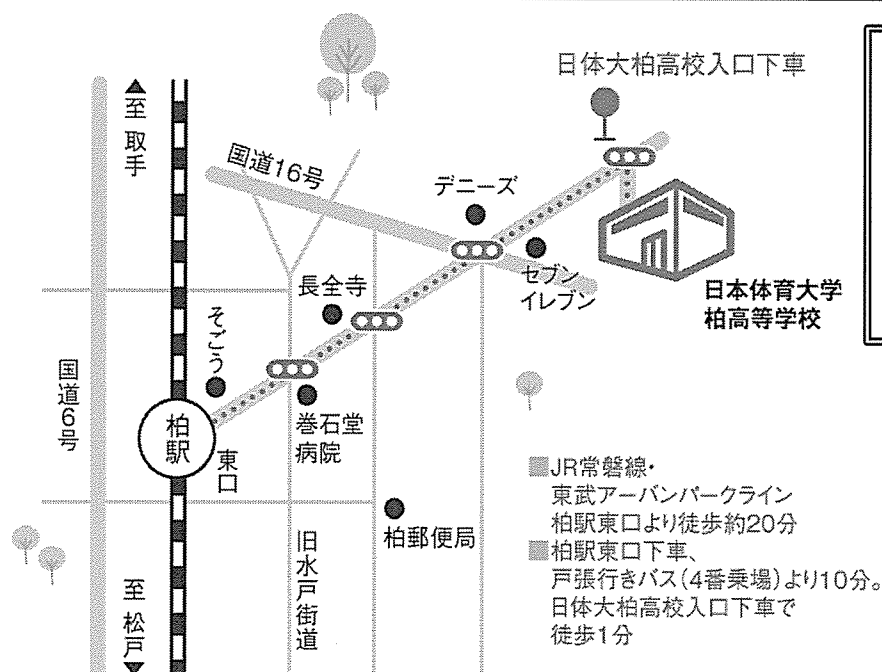 日体大柏高校入口下車
至 取手
国道16号
デニーズ
セブン
イレブン
日本体育大学
柏高等学校
長全寺
そごう
国道6号
柏駅
東口
巻石堂
病院
柏郵便局
旧水戸街道
至 松戸
■JR常磐線・
東武アーバンパークライン
柏駅東口より徒歩約20分
■柏駅東口下車、
戸張行きバス(4番乗場)より10分。
日体大柏高校入口下車で
徒歩1分